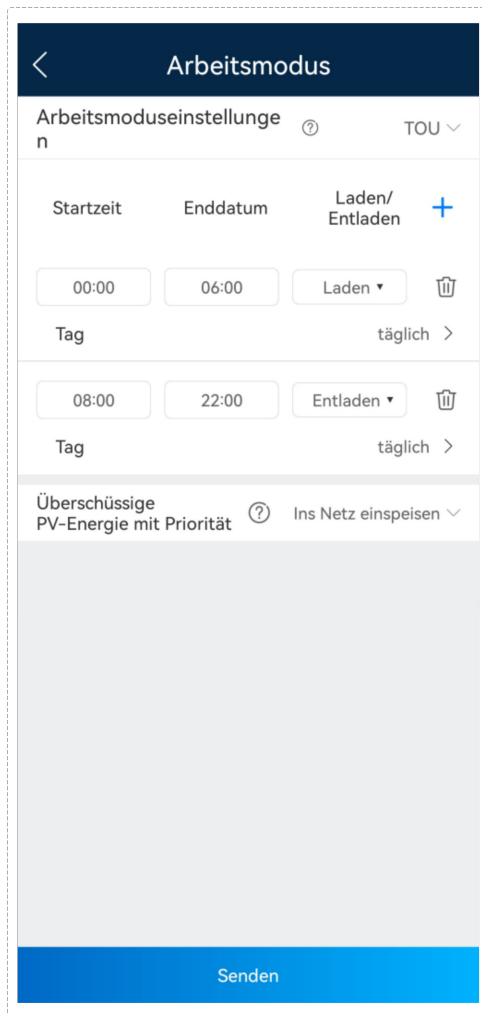 Arbeitsmodus
Arbeitsmoduseinstellunge
n
TOU
Startzeit Enddatum Laden/
Entladen
00:00 06:00 Laden
Tag täglich
08:00 22:00 Entladen
Tag täglich
Überschüssige
PV-Energie mit Priorität Ins Netz einspeisen
Senden